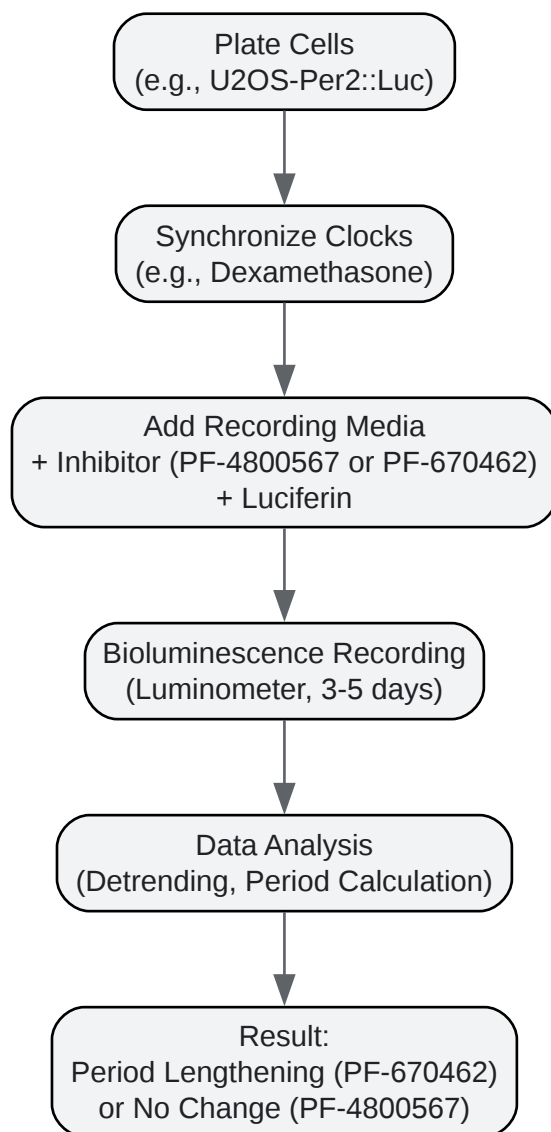 Plate Cells
(e.g., U2OS-Per2::Luc)
Synchronize Clocks
(e.g., Dexamethasone)
Add Recording Media
+ Inhibitor (PF-4800567 or PF-670462)
+ Luciferin
Bioluminescence Recording
(Luminometer, 3-5 days)
Data Analysis
(Detrending, Period Calculation)
Result:
Period Lengthening (PF-670462)
or No Change (PF-4800567)